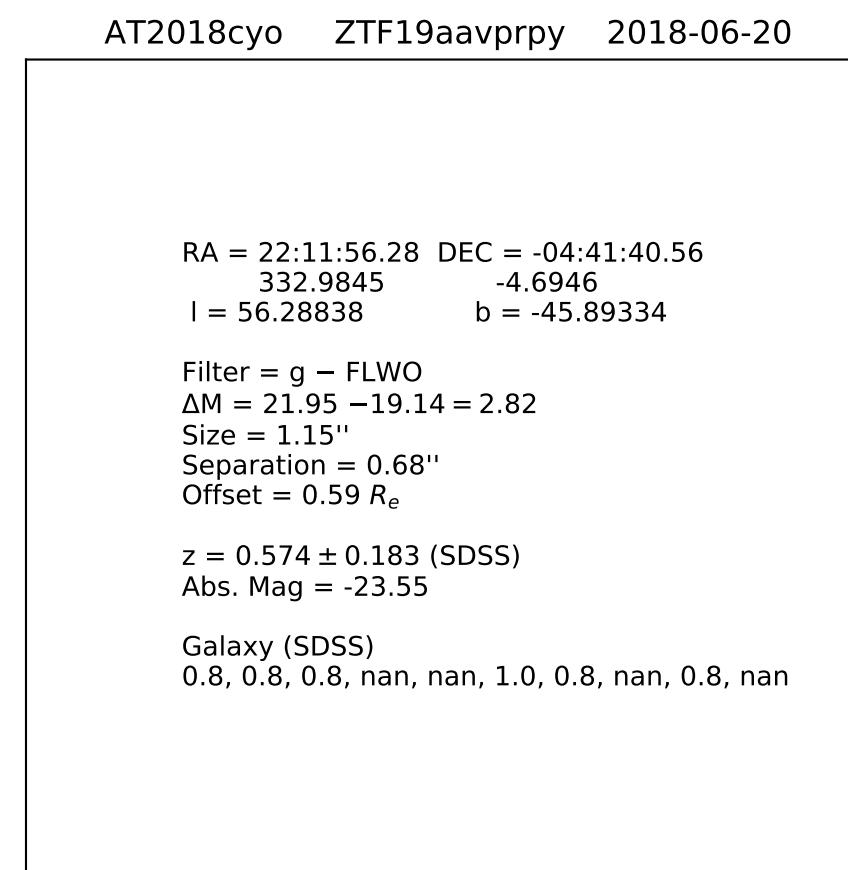 AT2018cyo ZTF19aavprpy 2018-06-20
RA = 22:11:56.28 DEC = -04:41:40.56
332.9845 -4.6946
l = 56.28838 b = -45.89334
Filter = g − FLWO
ΔM = 21.95 −19.14 = 2.82
Size = 1.15''
Separation = 0.68''
Offset = 0.59 Rₑ
z = 0.574 ± 0.183 (SDSS)
Abs. Mag = -23.55
Galaxy (SDSS)
0.8, 0.8, 0.8, nan, nan, 1.0, 0.8, nan, 0.8, nan